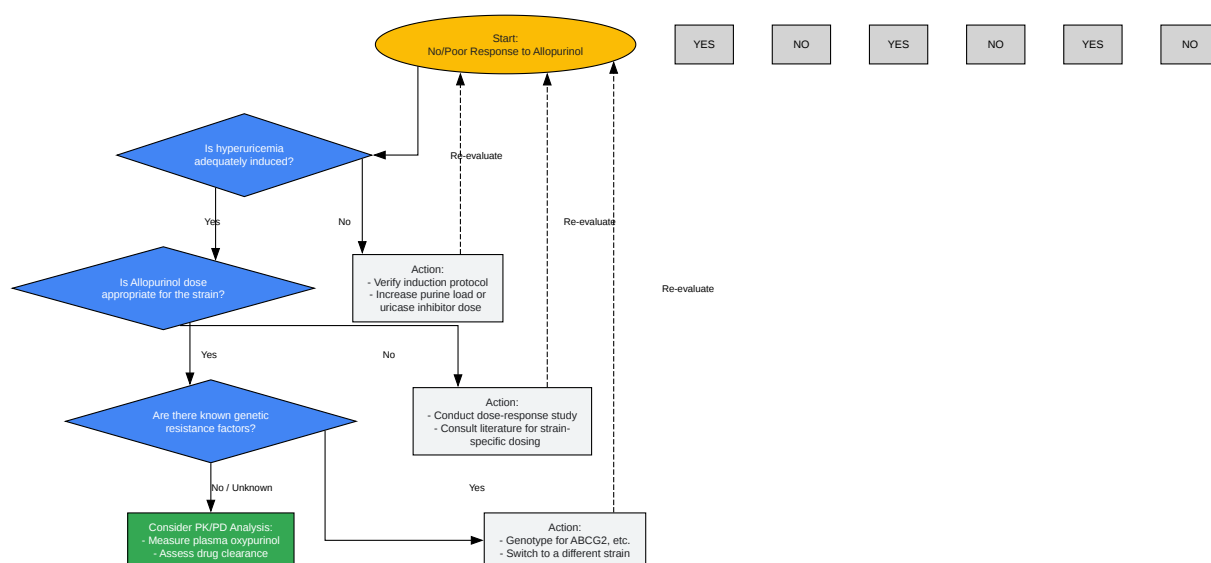 Start:
No/Poor Response to Allopurinol
YES
NO
YES
NO
YES
NO
Is hyperuricemia
adequately induced?
Re-evaluate
Yes
No
Re-evaluate
Is Allopurinol dose
appropriate for the strain?
Action:
- Verify induction protocol
- Increase purine load or
uricase inhibitor dose
Re-evaluate
Yes
No
Are there known genetic
resistance factors?
Action:
- Conduct dose-response study
- Consult literature for strain-
specific dosing
No / Unknown
Yes
Consider PK/PD Analysis:
- Measure plasma oxypurinol
- Assess drug clearance
Action:
- Genotype for ABCG2, etc.
- Switch to a different strain